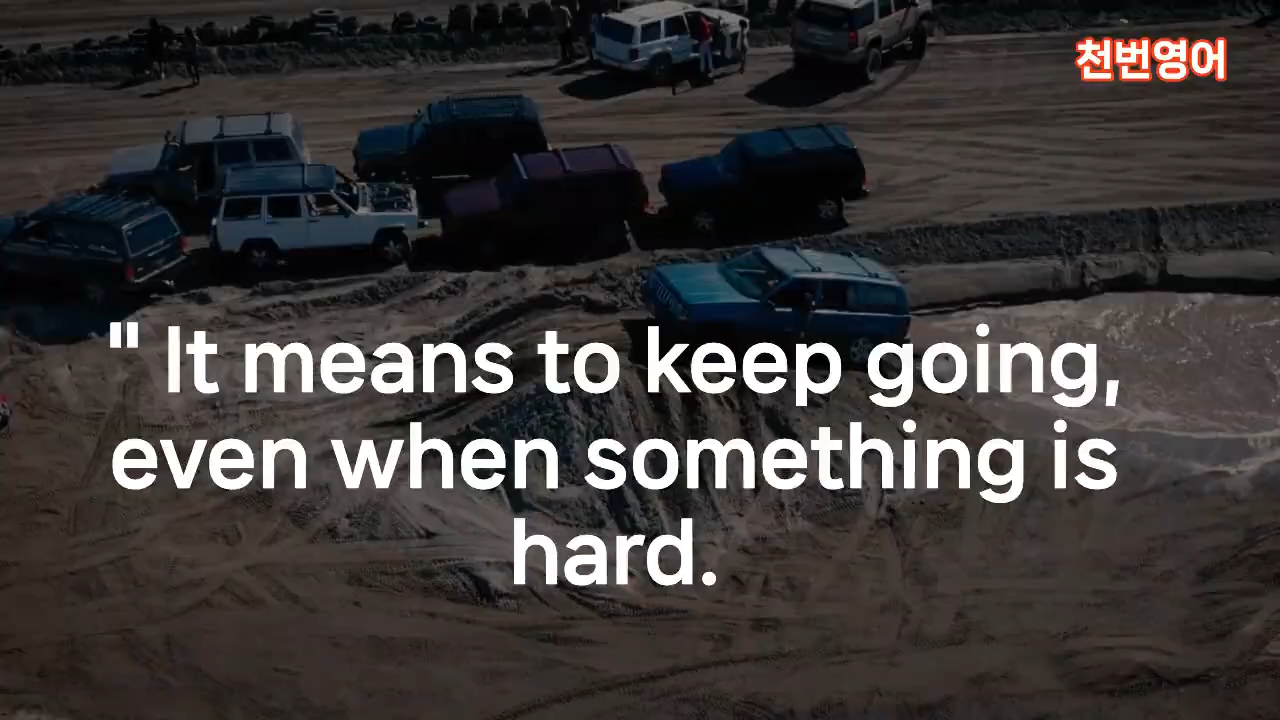 천번영어
" It means to keep going,
even when something is
hard.